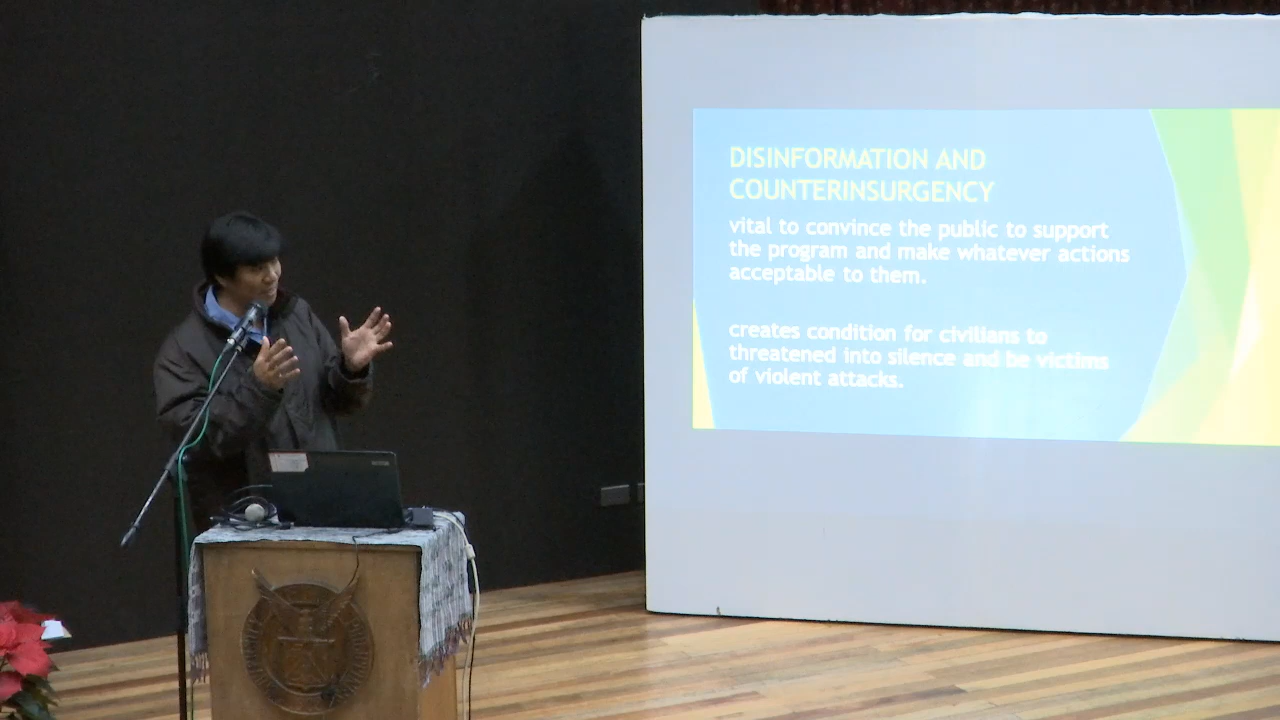 DISINFORMATION AND
COUNTERINSURGENCY
vital to convince the public to support
the program and make whatever actions
acceptable to them.
creates condition for civilians to
threatened into silence and be victims
of violent attacks.